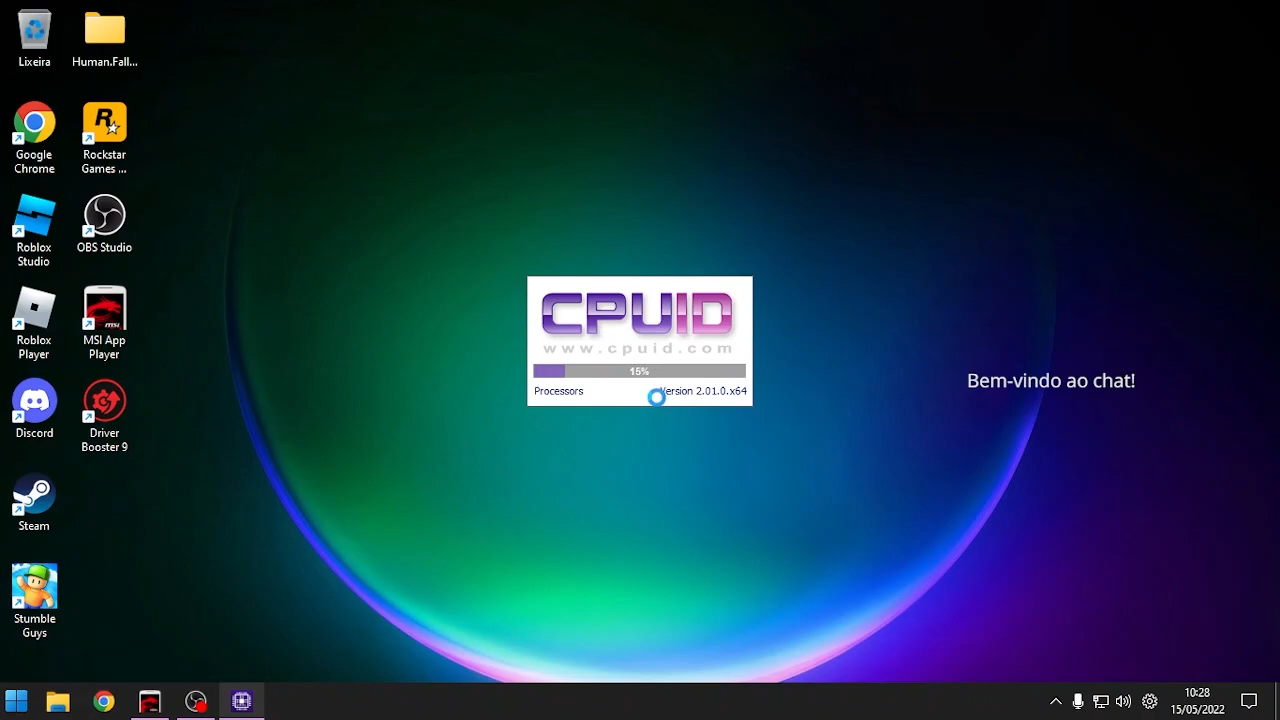 Lixeira
Human.Fall...
Google
Chrome
Rockstar
Games ...
Roblox
Studio
OBS Studio
Roblox
Player
msi
MSI App
Player
Discord
Driver
Booster 9
Steam
Stumble
Guys
CPUID
www.cpuid.com
15%
Processors
Version 2.01.0.x64
Bem-vindo ao chat!
10:28
15/05/2022